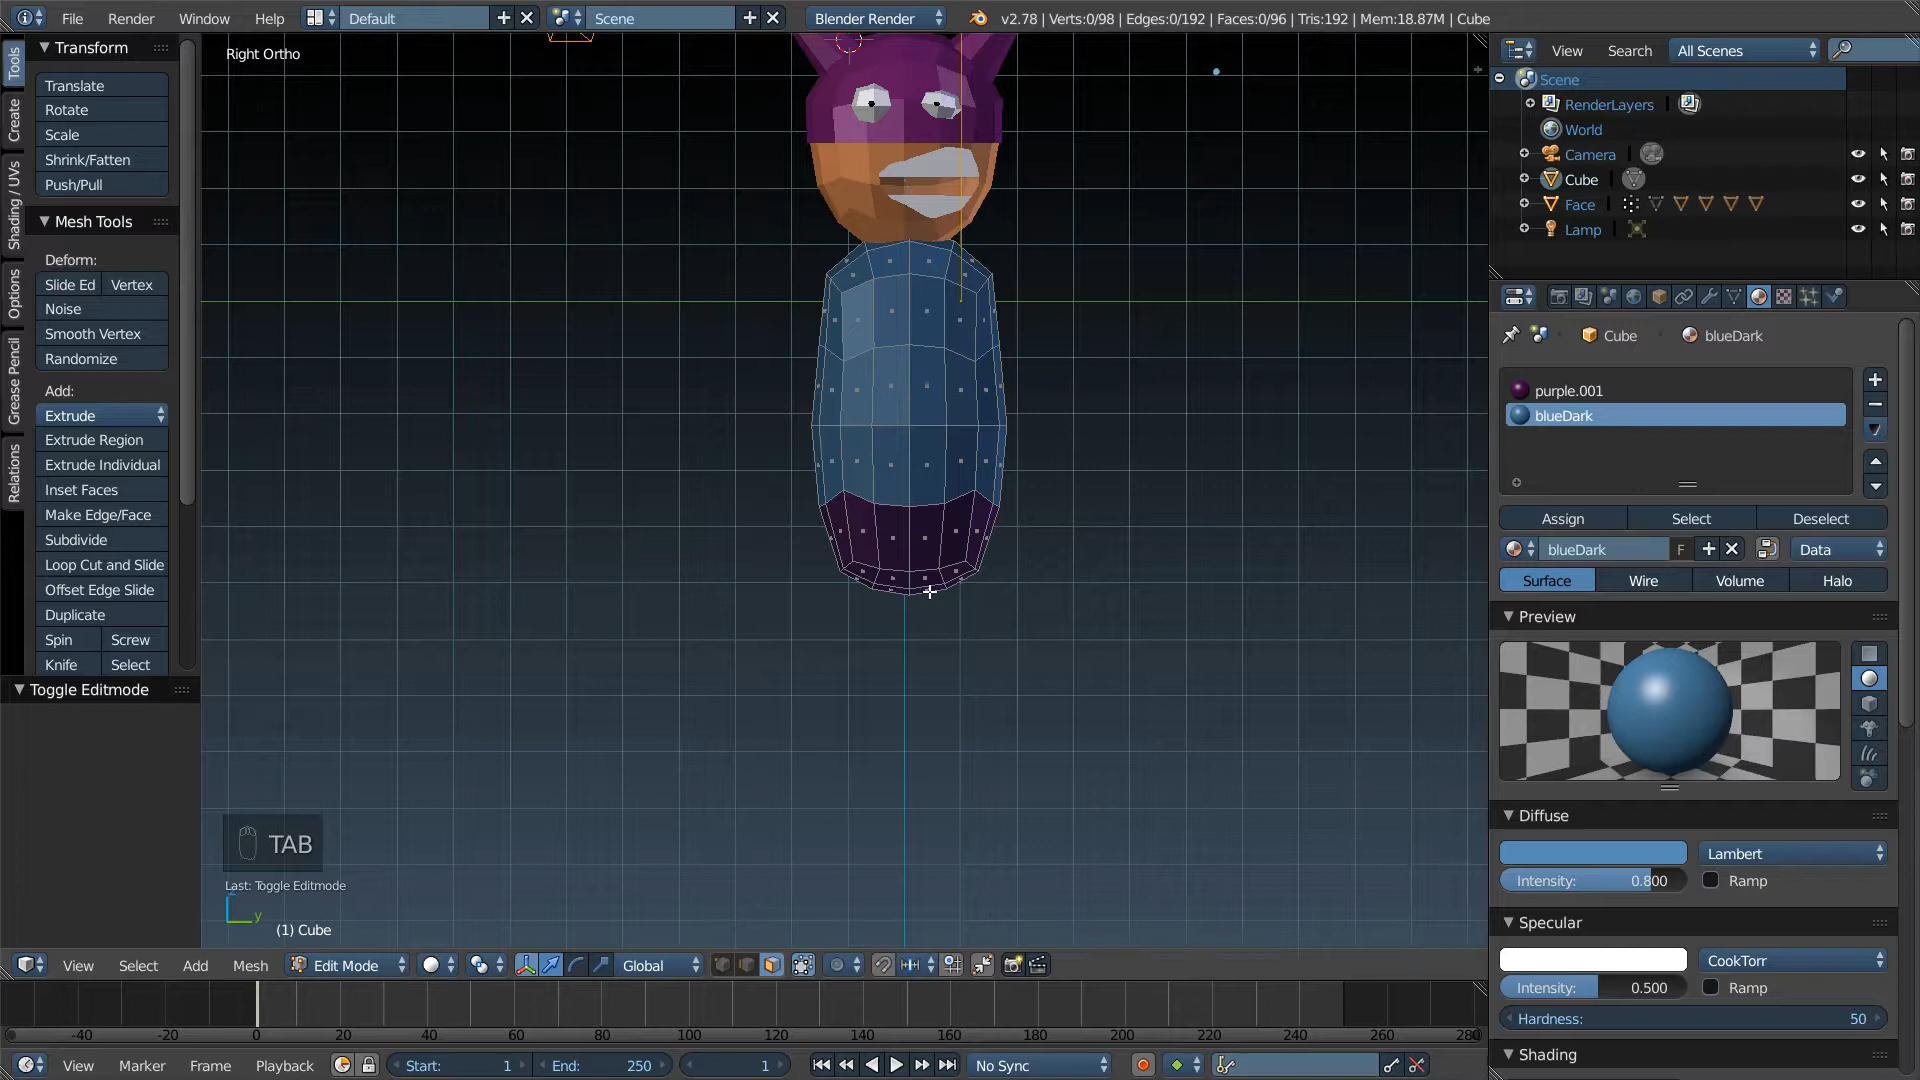 File Render Window Help Default Scene Blender Render v2.78 | Verts:0/98 | Edges:0/192 | Faces:0/96 | Tris:192 | Mem:18.87M | Cube
Tools
Create
Shading / UVs
Options
Grease Pencil
Relations
Transform
Translate
Rotate
Scale
Shrink/Fatten
Push/Pull
Mesh Tools
Deform:
Slide Ed Vertex
Noise
Smooth Vertex
Randomize
Add:
Extrude
Extrude Region
Extrude Individual
Inset Faces
Make Edge/Face
Subdivide
Loop Cut and Slide
Offset Edge Slide
Duplicate
Spin Screw
Knife Select
Toggle Editmode
Right Ortho
TAB
Last: Toggle Editmode
z
y
(1) Cube
View Select Add Mesh Edit Mode Global
-40 -20 0 20 40 60 80 100 120 140 160 180 200 220 240 260 280
View Marker Frame Playback Start: 1 End: 250 1 No Sync
View Search All Scenes
Scene
RenderLayers |
World
Camera |
Cube |
Face |
Lamp |
Cube blueDark
purple.001
blueDark
Assign Select Deselect
blueDark F Data
Surface Wire Volume Halo
Preview
Diffuse
Lambert
Intensity: 0.800 Ramp
Specular
CookTorr
Intensity: 0.500 Ramp
Hardness: 50
Shading